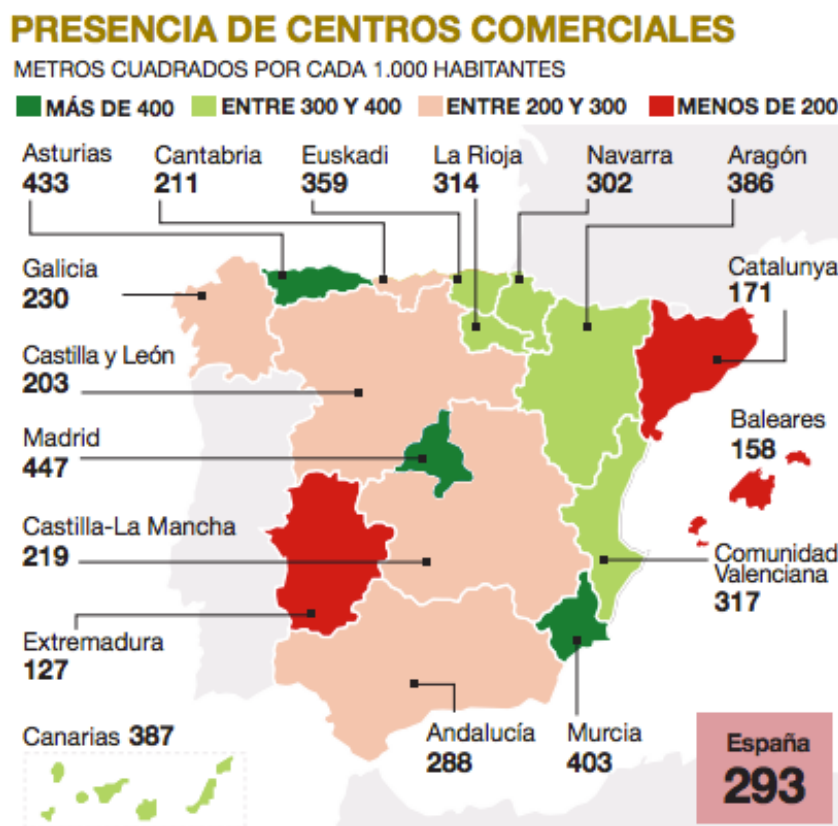 PRESENCIA DE CENTROS COMERCIALES
METROS CUADRADOS POR CADA 1.000 HABITANTES
MÁS DE 400 ENTRE 300 Y 400 ENTRE 200 Y 300 MENOS DE 200
Asturias
433
Cantabria
211
Euskadi
359
La Rioja
314
Navarra
302
Aragón
386
Galicia
230
Catalunya
171
Castilla y León
203
Baleares
158
Madrid
447
Castilla-La Mancha
219
Comunidad
Valenciana
317
Extremadura
127
Andalucía
288
Murcia
403
Canarias 387
España
293